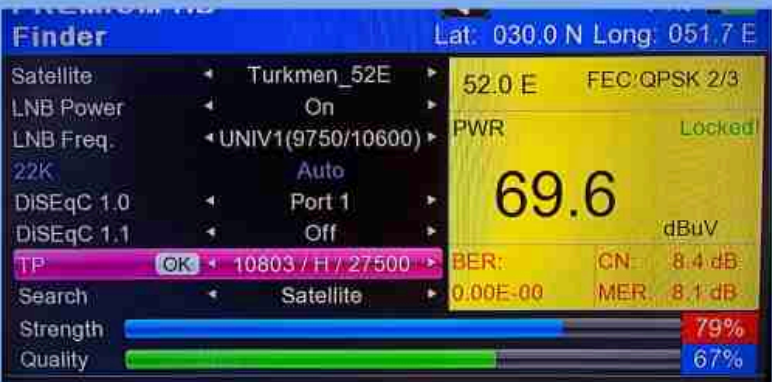 Finder
Lat: 030.0 N Long: 051.7 E
Satellite Turkmen_52E
LNB Power On
LNB Freq. UNIV1(9750/10600)
22K Auto
DiSEqC 1.0 Port 1
DiSEqC 1.1 Off
TP OK 10803 / H / 27500
Search Satellite
52.0 E FEC:QPSK 2/3
PWR Locked!
69.6
dBuV
BER: CN: 8.4 dB
0.00E-00 MER: 8.1 dB
Strength 79%
Quality 67%